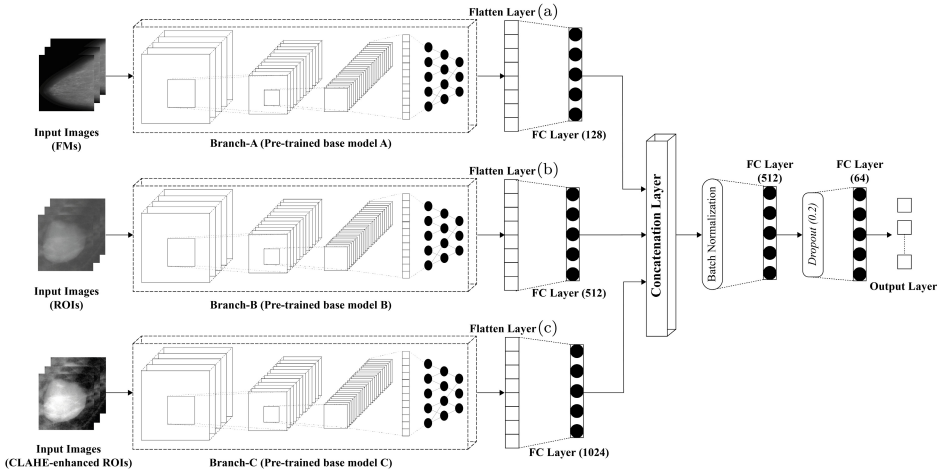 Flatten Layer (a)
Input Images
(FMs)
Branch-A (Pre-trained base model A)
FC Layer (128)
Flatten Layer (b)
Input Images
(ROIs)
Branch-B (Pre-trained base model B)
FC Layer (512)
Flatten Layer (c)
Input Images
(CLAHE-enhanced ROIs)
Branch-C (Pre-trained base model C)
FC Layer (1024)
Concatenation Layer
Batch Normalization
FC Layer
(512)
Dropout (0.2)
FC Layer
(64)
Output Layer